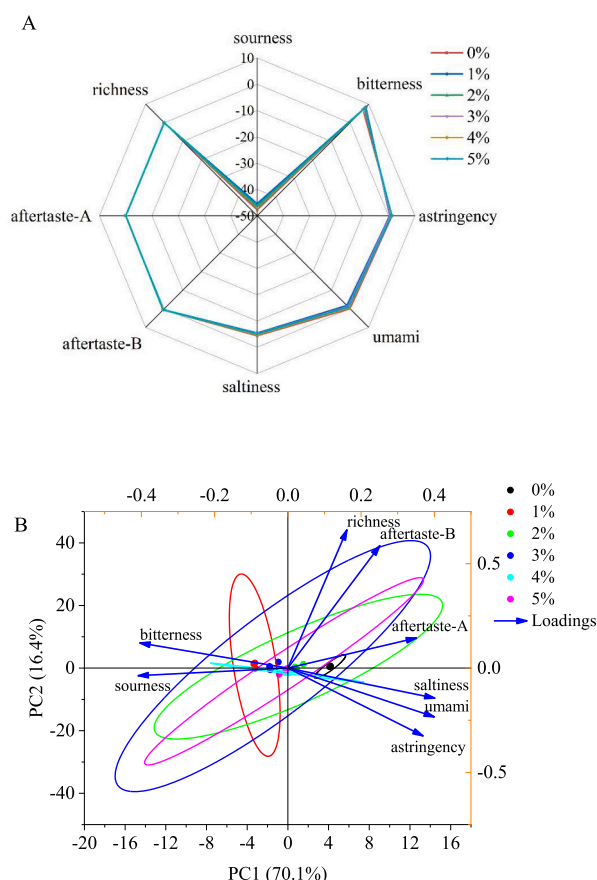 A
sourness
10
0
-10
-20
-30
-40
-50
bitterness
astringency
umami
saltiness
aftertaste-B
aftertaste-A
richness
0%
1%
2%
3%
4%
5%
B
-0.4
-0.2
0.0
0.2
0.4
richness
aftertaste-B
aftertaste-A
bitterness
sourness
saltiness
umami
astringency
40
20
0
-20
-40
PC2 (16.4%)
0.5
0.0
-0.5
-20
-16
-12
-8
-4
0
4
8
12
16
PC1 (70.1%)
0%
1%
2%
3%
4%
5%
Loadings